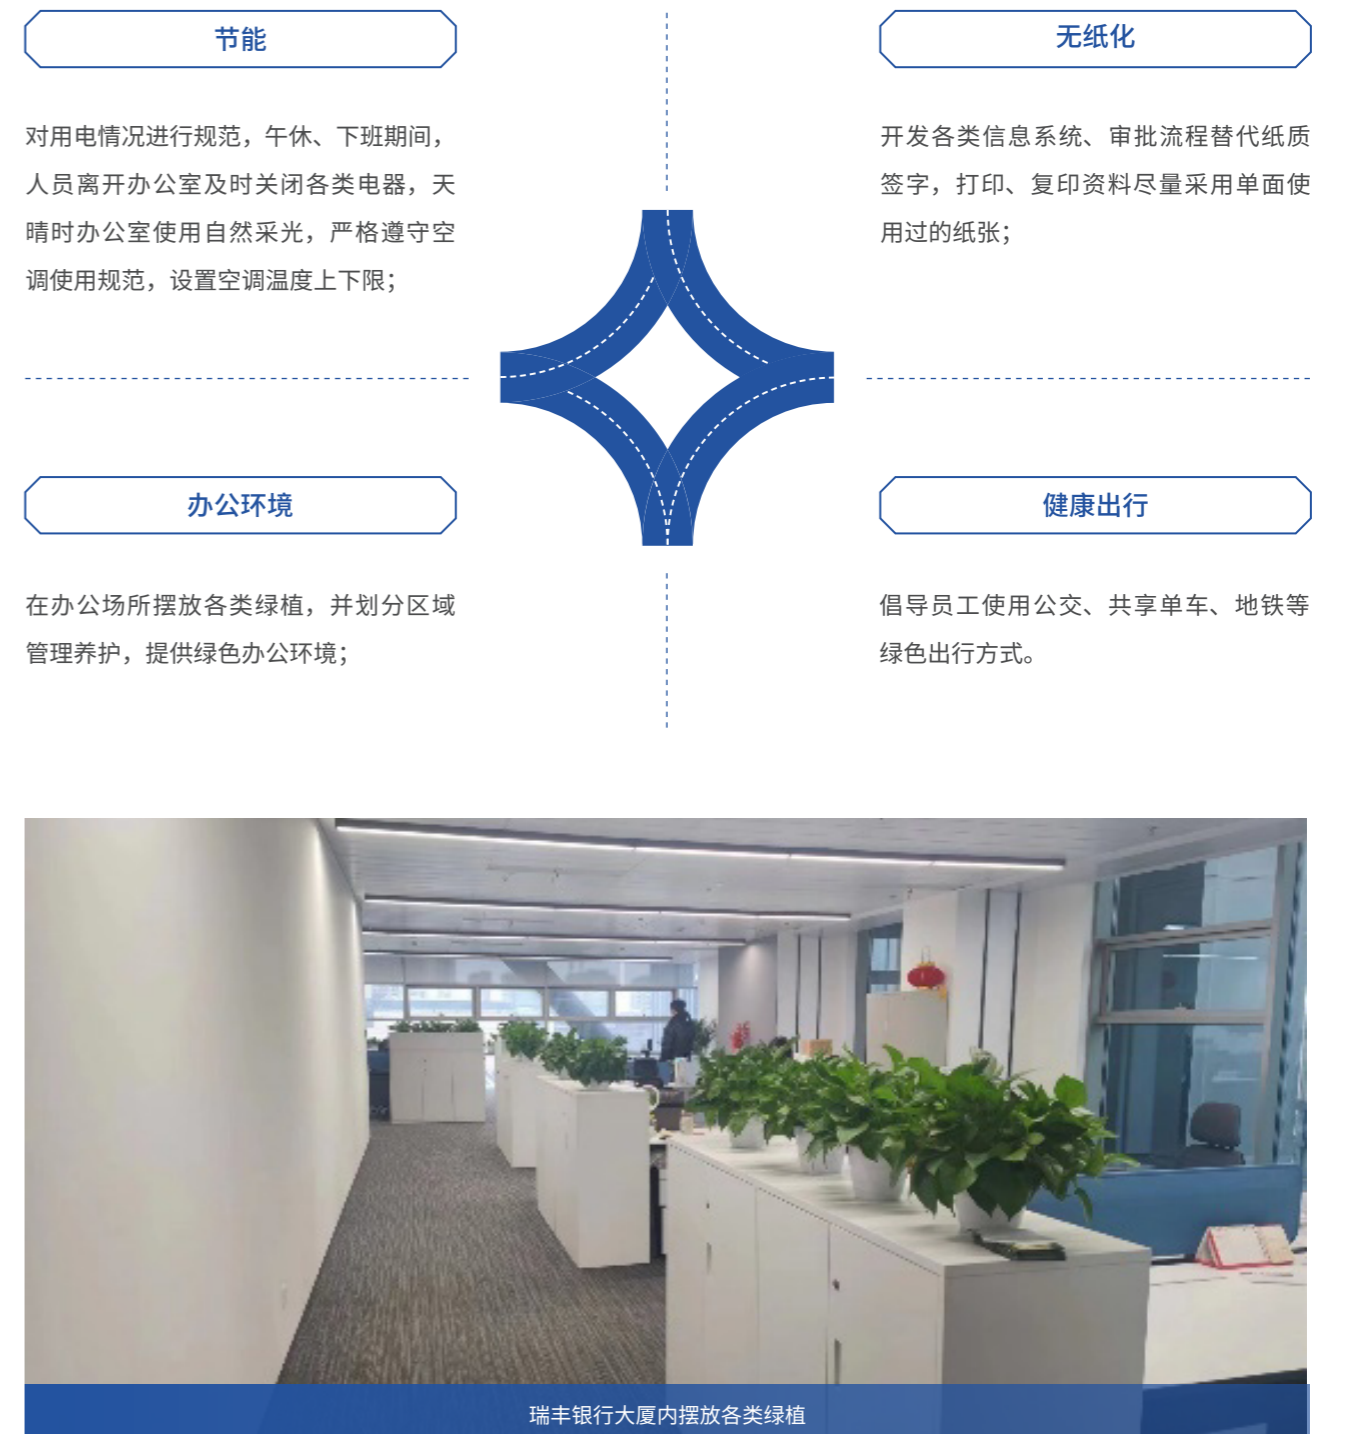 节能
对用电情况进行规范，午休、下班期间，
人员离开办公室及时关闭各类电器，天
晴时办公室使用自然采光，严格遵守空
调使用规范，设置空调温度上下限；
无纸化
开发各类信息系统、审批流程替代纸质
签字，打印、复印资料尽量采用单面使
用过的纸张；
办公环境
在办公场所摆放各类绿植，并划分区域
管理养护，提供绿色办公环境；
健康出行
倡导员工使用公交、共享单车、地铁等
绿色出行方式。
瑞丰银行大厦内摆放各类绿植